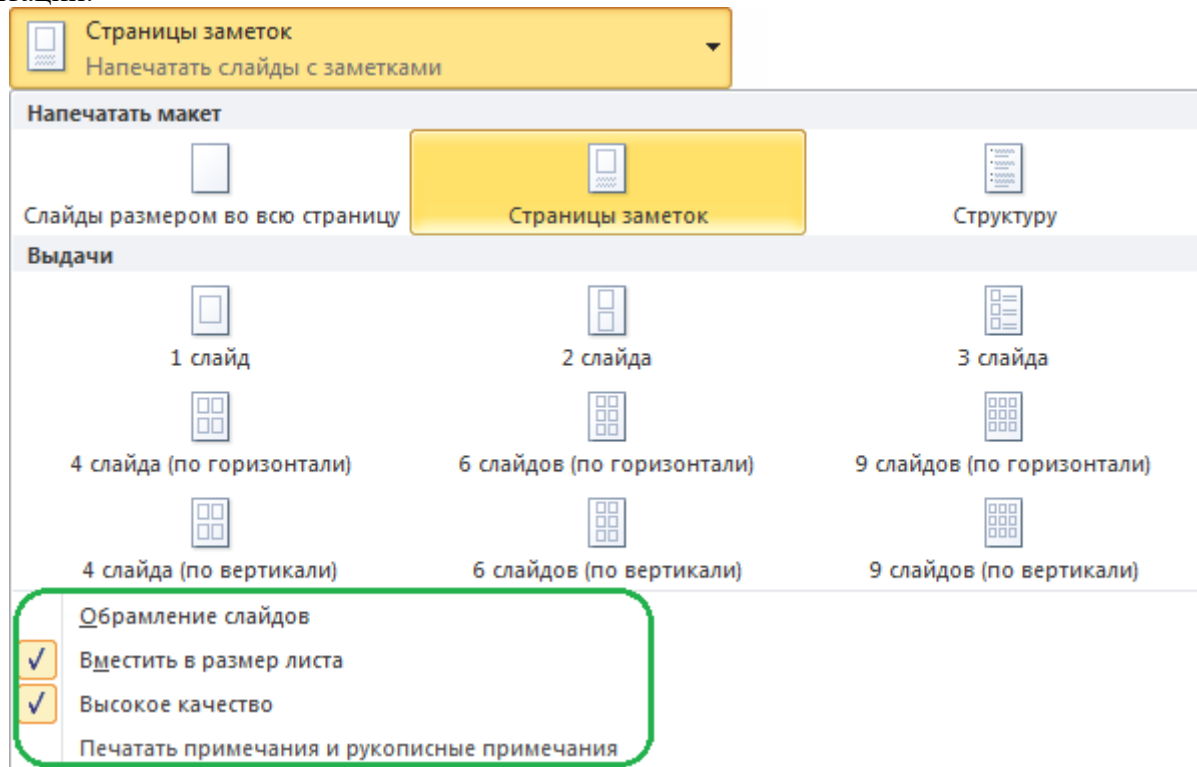 Страницы заметок
Напечатать слайды с заметками
Напечатать макет
Слайды размером во всю страницу Страницы заметок Структуру
Выдачи
1 слайд 2 слайда 3 слайда
4 слайда (по горизонтали) 6 слайдов (по горизонтали) 9 слайдов (по горизонтали)
4 слайда (по вертикали) 6 слайдов (по вертикали) 9 слайдов (по вертикали)
Обрамление слайдов
Вместить в размер листа
Высокое качество
Печатать примечания и рукописные примечания